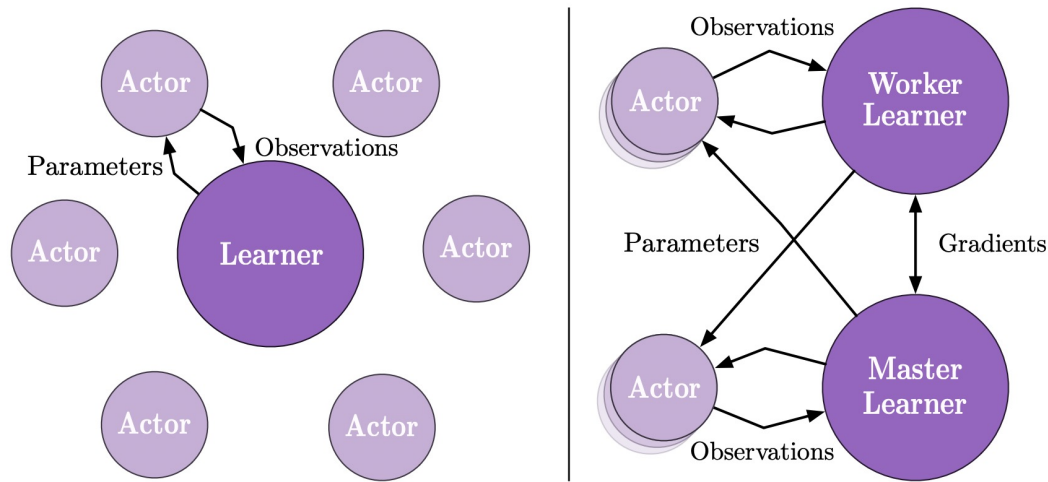 Actor
Actor
Observations
Parameters
Actor
Learner
Actor
Actor
Actor
Observations
Actor
Worker
Learner
Parameters
Gradients
Actor
Master
Learner
Observations